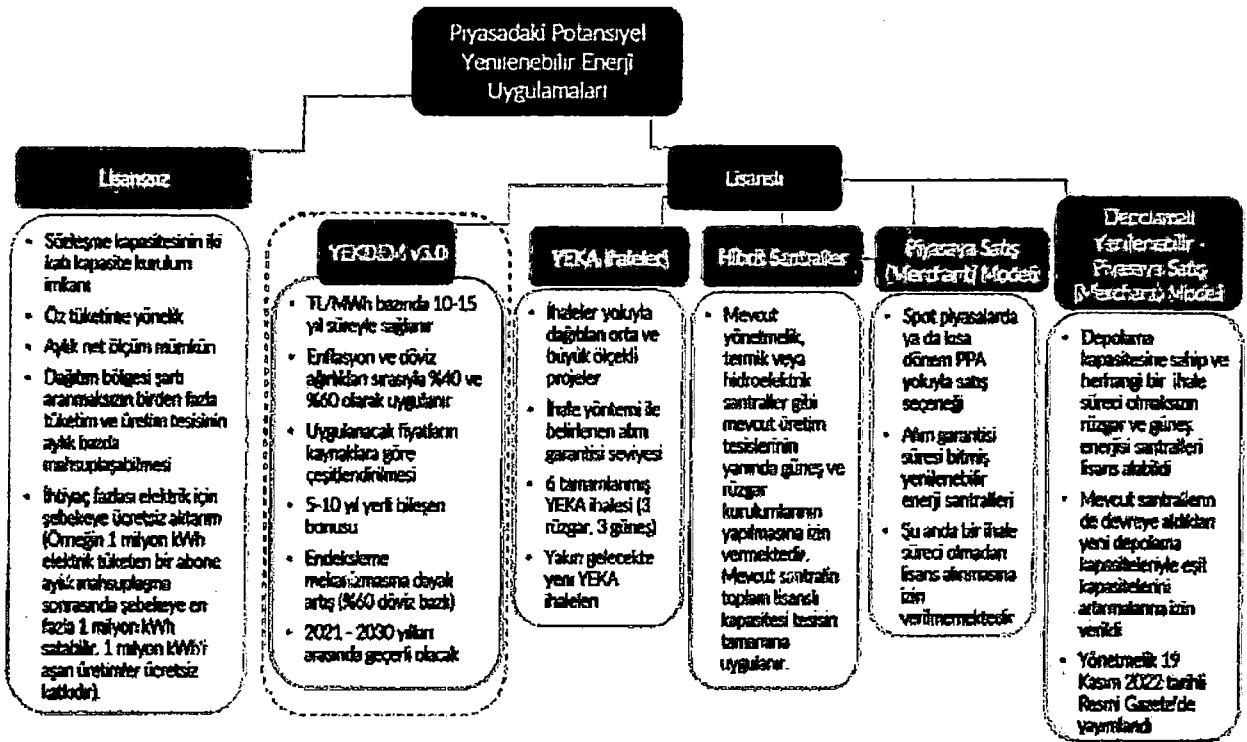 Piyasadaki Potansiyel
Yenilenebilir Enerji
Uygulamaları
Lisanssız
• Sözleşme kapasitesinin iki
katı kapasite kurulum
imkanı
• Öz tüketime yönelik
• Aylık net ölçüm mümkün
• Dağıtım bölgesi şartı
aranmaksızın birden fazla
tüketim ve üretim tesisinin
aylık bazda
mahsuplaşabilmesi
• İhtiyaç fazlası elektrik için
şebekeye ücretsiz aktarım
(Örneğin 1 milyon kWh
elektrik tüketen bir abone
aylık mahsuplaşma
sonrasında şebekeye en
fazla 1 milyon kWh
satabilir. 1 milyon kWh'i
aşan üretimler ücretsiz
katkıdır).
Lisanslı
YEKDEM v3.0
• TL/MWh bazında 10-15
yıl süreyle sağlanır
• Enflasyon ve döviz
ağırlıkları sırasıyla %40 ve
%60 olarak uygulanır
• Uygulanacak fiyatların
kaynaklara göre
çeşitlendirilmesi
• 5-10 yıl yerli bileşen
bonusu
• Endeksleme
mekanizmasına dayalı
artış (%60 döviz bazlı)
• 2021 - 2030 yılları
arasında geçerli olacak
YEKA İhaleleri
• İhaleler yoluyla
dağıtılan orta ve
büyük ölçekli
projeler
• İhale yöntemi ile
belirlenen alım
garantisi seviyesi
• 6 tamamlanmış
YEKA ihalesi (3
rüzgar, 3 güneş)
• Yakın gelecekte
yeni YEKA
ihaleleri
Hibrit Santraller
• Mevcut
yönetmelik,
termik veya
hidroelektrik
santraller gibi
mevcut üretim
tesislerinin
yanında güneş ve
rüzgar
kurulumlarının
yapılmasına izin
vermektedir.
Mevcut santralin
toplam lisanslı
kapasitesi tesisin
tamamına
uygulanır.
Piyasaya Satış
(Merchant) Modeli
• Spot piyasalarda
ya da kısa
dönem PPA
yoluyla satış
seçeneği
• Alım garantisi
süresi bitmiş
yenilenebilir
enerji santralleri
• Şu anda bir ihale
süreci olmadan
lisans alınmasına
izin
verilmemektedir
Depolamalı
Yenilenebilir -
Piyasaya Satış
(Merchant) Modeli
• Depolama
kapasitesine sahip ve
herhangi bir ihale
süreci olmaksızın
rüzgar ve güneş
enerjisi santralleri
lisans alabildi
• Mevcut santrallerin
de devreye aldıkları
yeni depolama
kapasiteleriyle eşit
kapasitelerini
artırmalarına izin
verildi
• Yönetmelik 19
Kasım 2022 tarihli
Resmi Gazete'de
yayımlandı